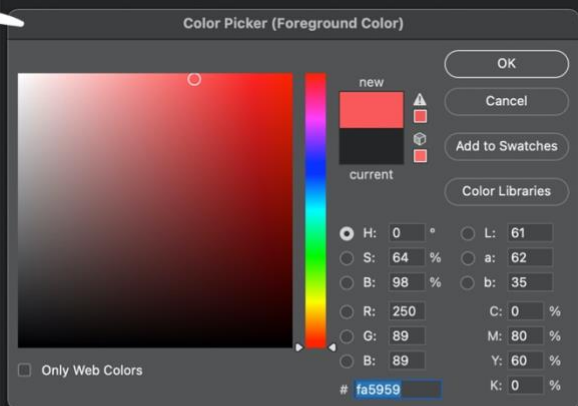 Color Picker (Foreground Color)
new
current
OK
Cancel
Add to Swatches
Color Libraries
H: 0 °
S: 64 %
B: 98 %
R: 250
G: 89
B: 89
# fa5959
L: 61
a: 62
b: 35
C: 0 %
M: 80 %
Y: 60 %
K: 0 %
Only Web Colors